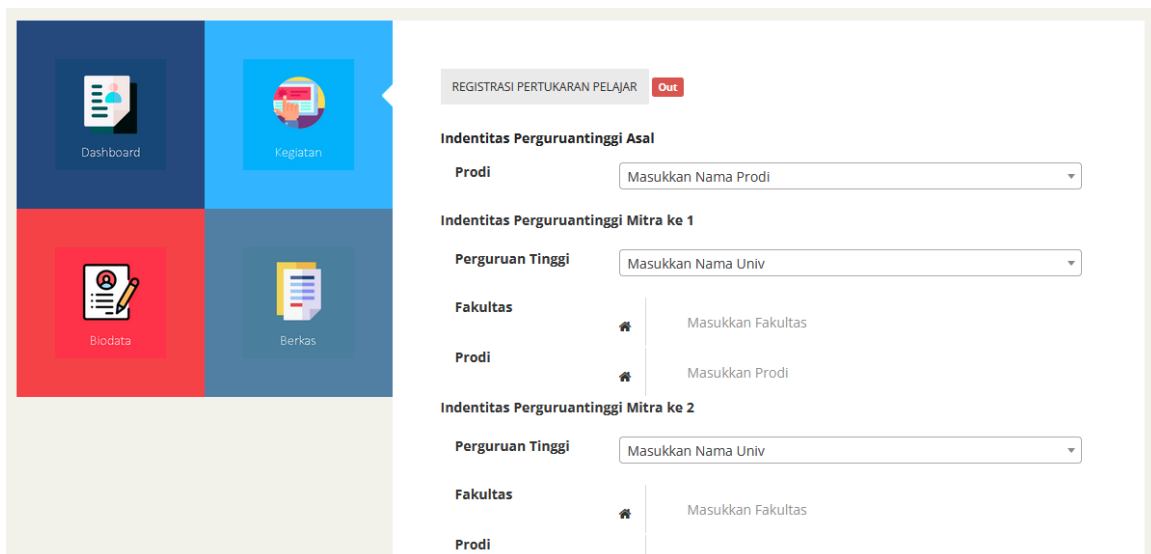 Dashboard
Kegiatan
Biodata
Berkas
REGISTRASI PERTUKARAN PELAJAR Out
Indentitas Perguruantinggi Asal
Prodi Masukkan Nama Prodi
Indentitas Perguruantinggi Mitra ke 1
Perguruan Tinggi Masukkan Nama Univ
Fakultas Masukkan Fakultas
Prodi Masukkan Prodi
Indentitas Perguruantinggi Mitra ke 2
Perguruan Tinggi Masukkan Nama Univ
Fakultas Masukkan Fakultas
Prodi